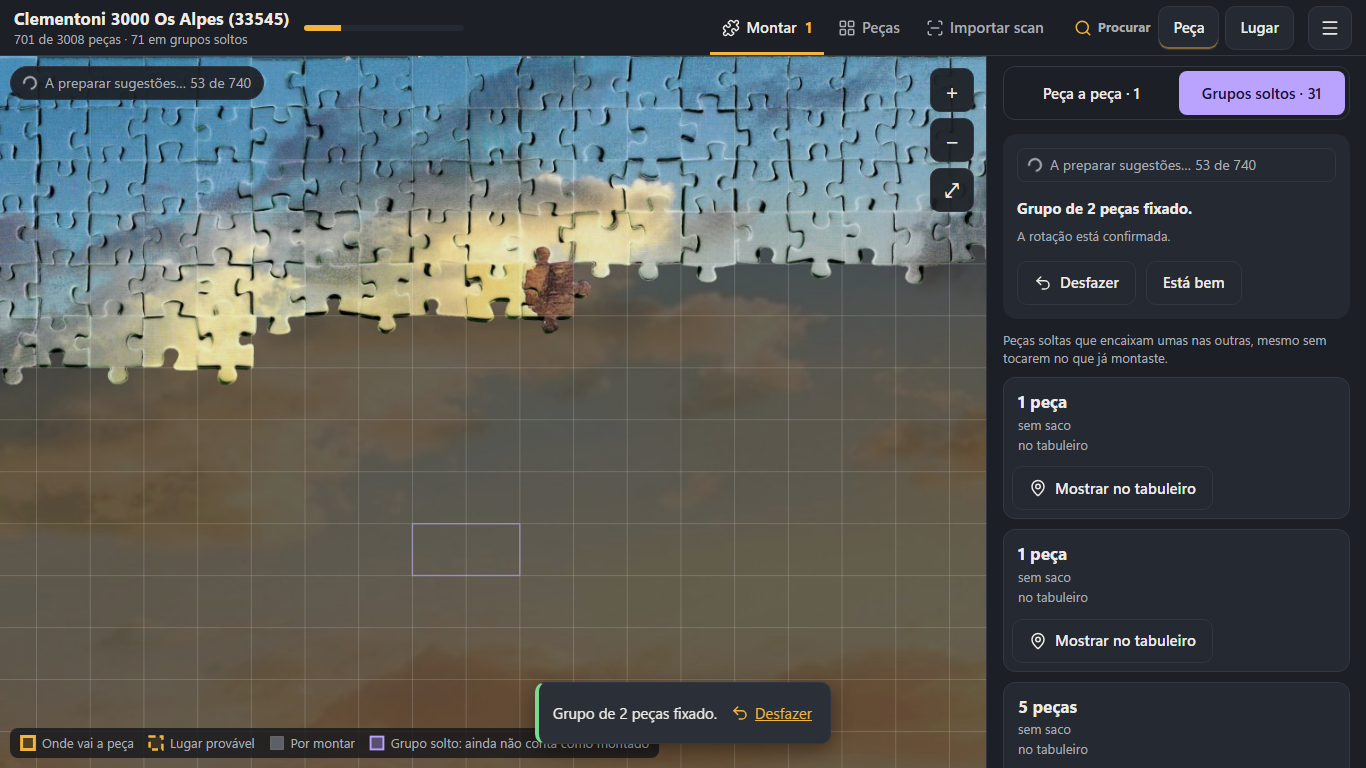 Clementoni 3000 Os Alpes (33545)
701 de 3008 peças · 71 em grupos soltos
Montar 1
Peças
Importar scan
Procurar
Peça
Lugar
A preparar sugestões... 53 de 740
Peça a peça · 1
Grupos soltos · 31
A preparar sugestões... 53 de 740
Grupo de 2 peças fixado.
A rotação está confirmada.
Desfazer
Está bem
Peças soltas que encaixam umas nas outras, mesmo sem
tocarem no que já montaste.
1 peça
sem saco
no tabuleiro
Mostrar no tabuleiro
1 peça
sem saco
no tabuleiro
Mostrar no tabuleiro
5 peças
sem saco
no tabuleiro
Grupo de 2 peças fixado.
Desfazer
Onde vai a peça
Lugar provável
Por montar
Grupo solto: ainda não conta como montado